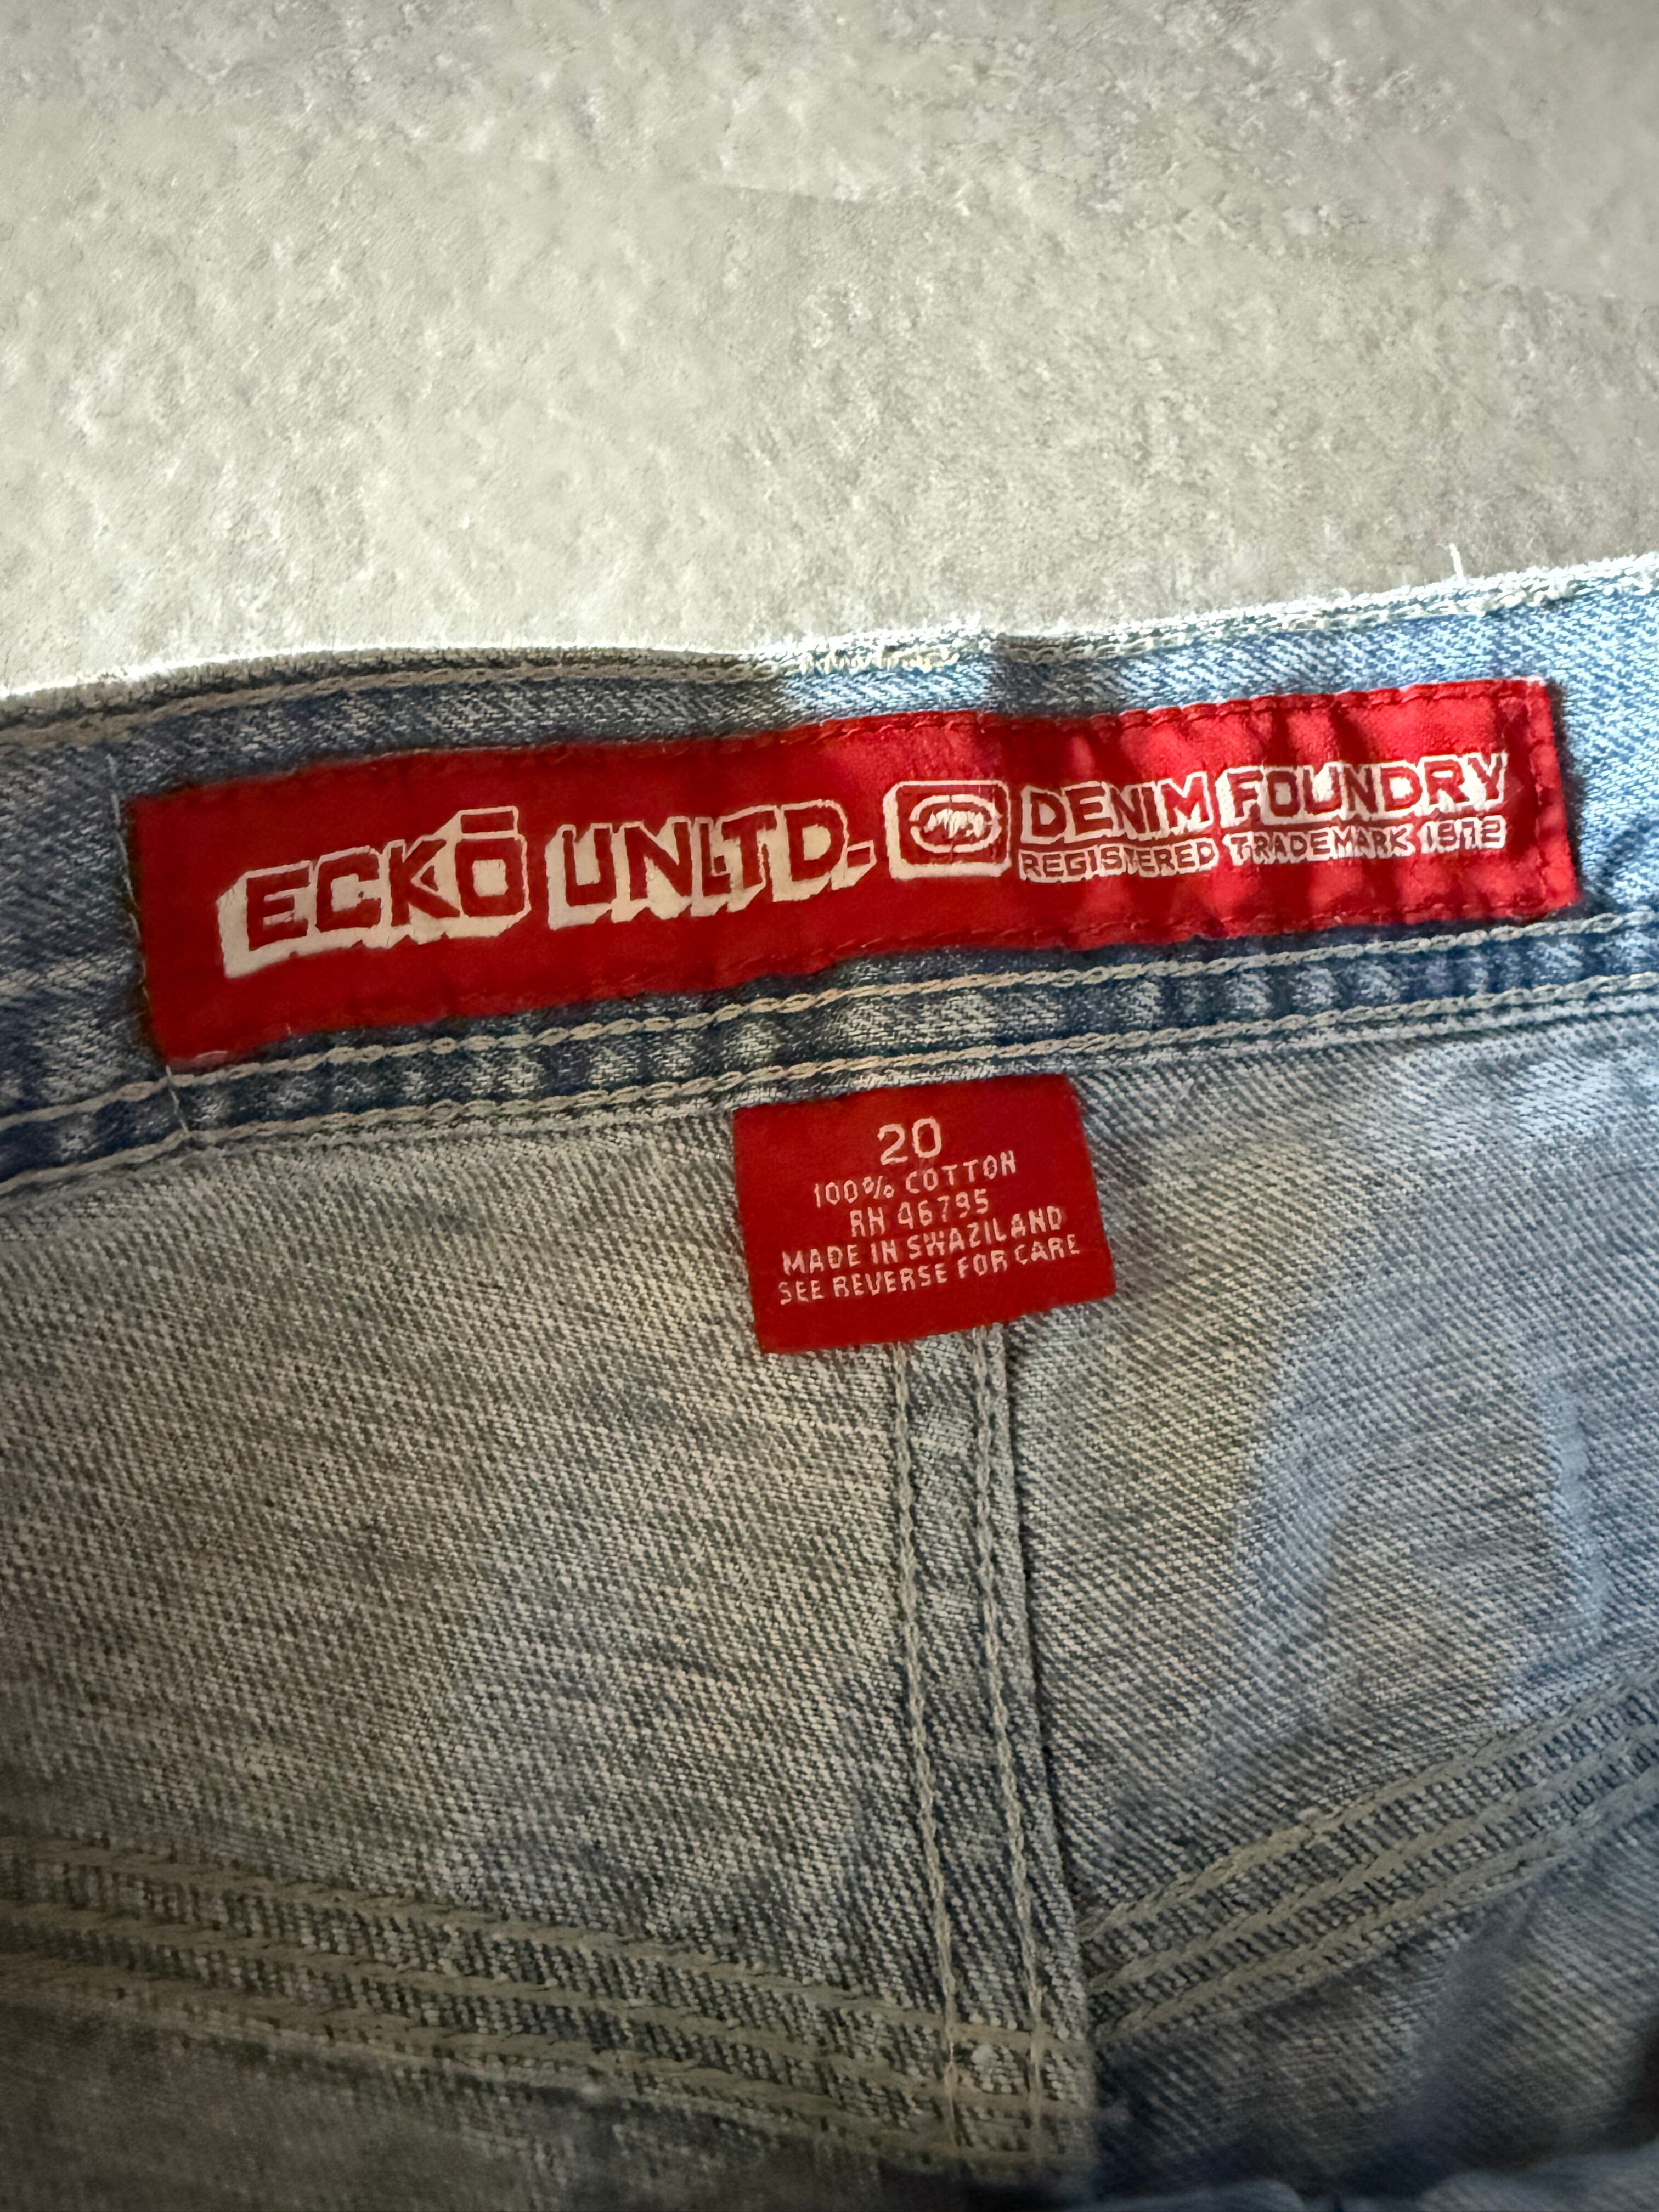 ECKŌ UNLTD. DENIM FOUNDRY
REGISTERED TRADEMARK 1972
20
100% COTTON
RN 46795
MADE IN SWAZILAND
SEE REVERSE FOR CARE